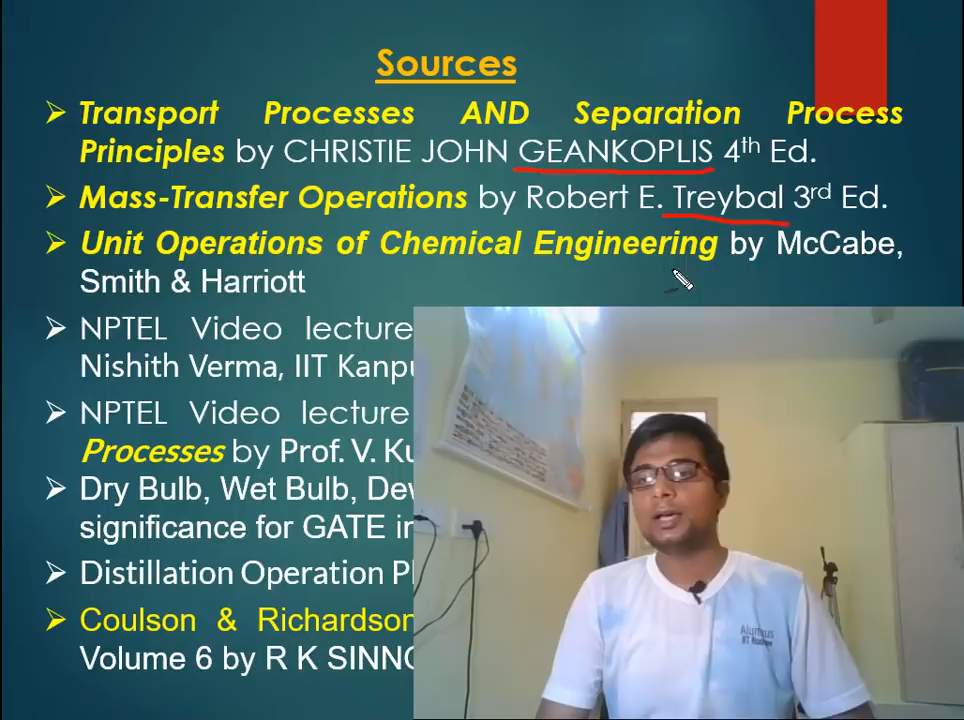 Sources
➢ Transport Processes AND Separation Process
Principles by CHRISTIE JOHN GEANKOPLIS 4th Ed.
➢ Mass-Transfer Operations by Robert E. Treybal 3rd Ed.
➢ Unit Operations of Chemical Engineering by McCabe,
Smith & Harriott
➢ NPTEL Video lecture
Nishith Verma, IIT Kanpu
➢ NPTEL Video lecture
Processes by Prof. V. Ku
➢ Dry Bulb, Wet Bulb, Dew
significance for GATE in
➢ Distillation Operation Pl
➢ Coulson & Richardson
Volume 6 by R K SINNO